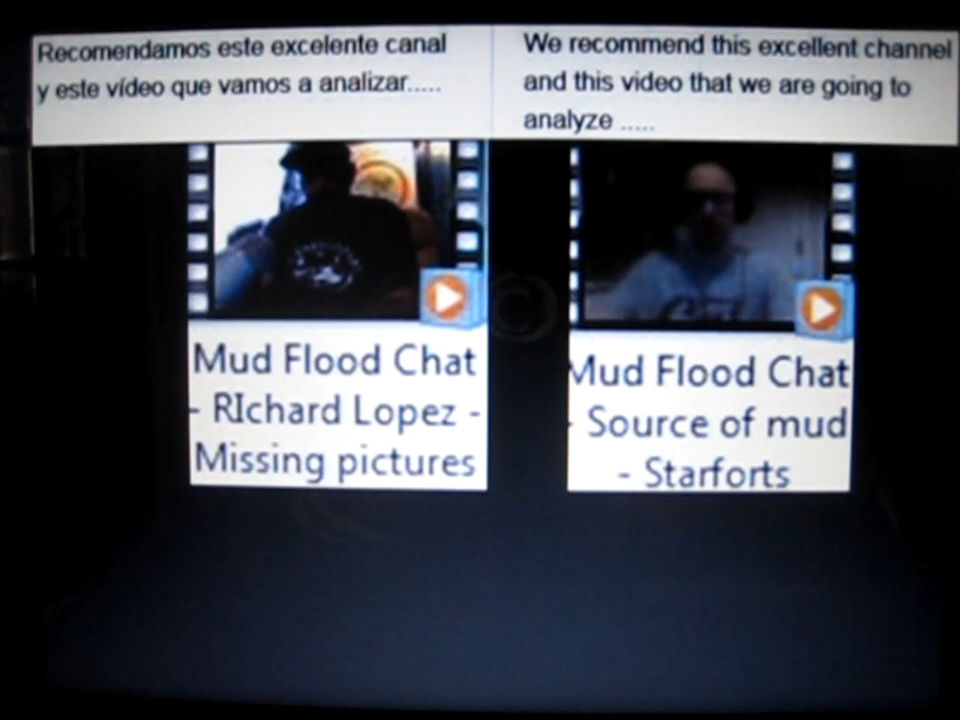 Recomendamos este excelente canal
y este vídeo que vamos a analizar.....
We recommend this excellent channel
and this video that we are going to
analyze .....
Mud Flood Chat
- RIchard Lopez -
Missing pictures
Mud Flood Chat
- Source of mud
- Starforts